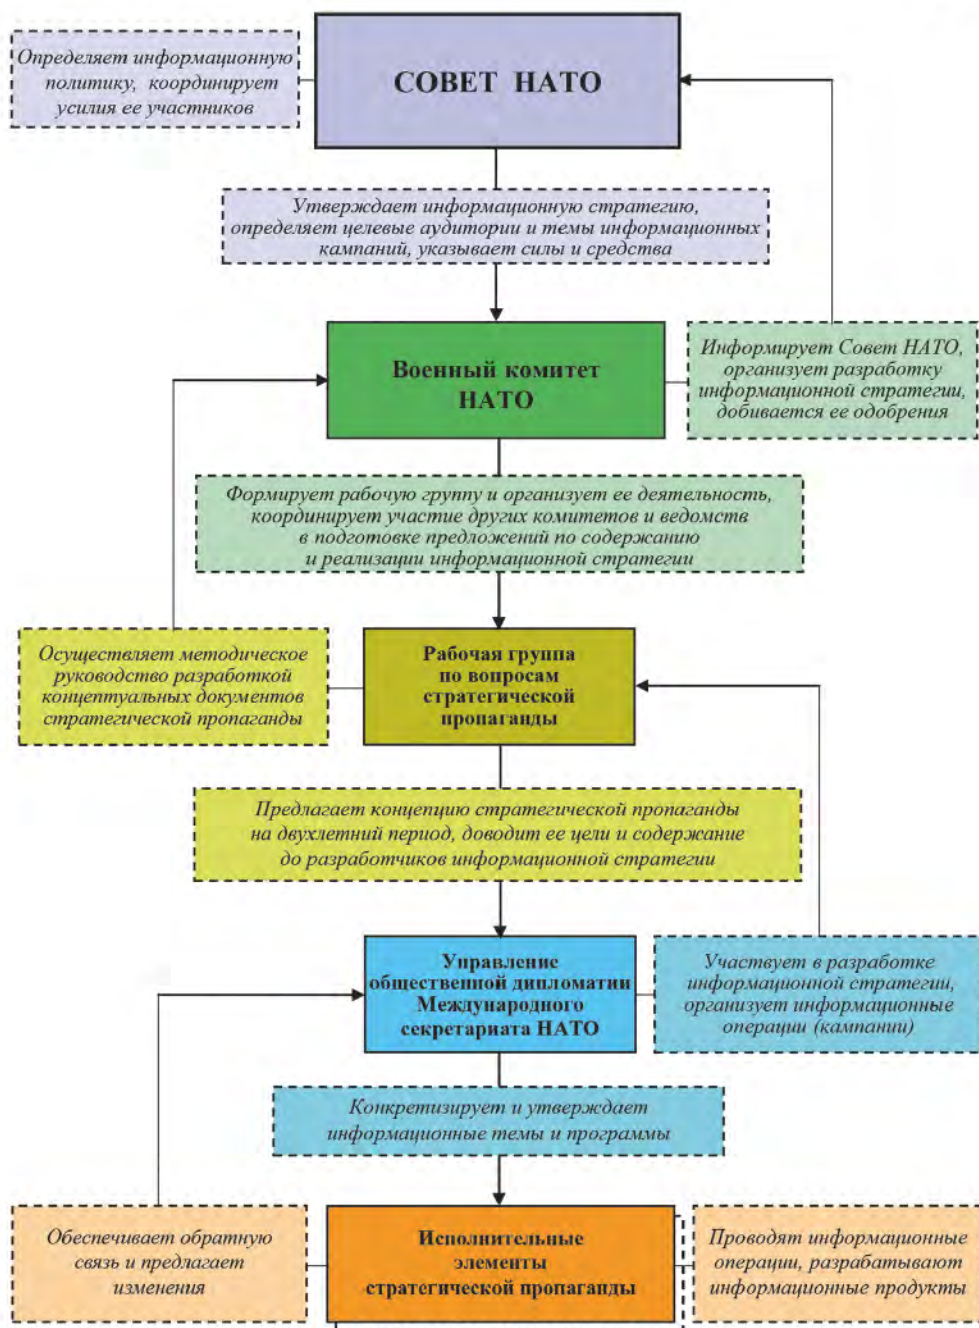 Определяет информационную
политику, координирует
усилия ее участников
СОВЕТ НАТО
Утверждает информационную стратегию,
определяет целевые аудитории и темы информационных
кампаний, указывает силы и средства
Военный комитет
НАТО
Информирует Совет НАТО,
организует разработку
информационной стратегии,
добивается ее одобрения
Формирует рабочую группу и организует ее деятельность,
координирует участие других комитетов и ведомств
в подготовке предложений по содержанию
и реализации информационной стратегии
Осуществляет методическое
руководство разработкой
концептуальных документов
стратегической пропаганды
Рабочая группа
по вопросам
стратегической
пропаганды
Предлагает концепцию стратегической пропаганды
на двухлетний период, доводит ее цели и содержание
до разработчиков информационной стратегии
Управление
общественной дипломатии
Международного
секретариата НАТО
Участвует в разработке
информационной стратегии,
организует информационные
операции (кампании)
Конкретизирует и утверждает
информационные темы и программы
Обеспечивает обратную
связь и предлагает
изменения
Исполнительные
элементы
стратегической пропаганды
Проводят информационные
операции, разрабатывают
информационные продукты